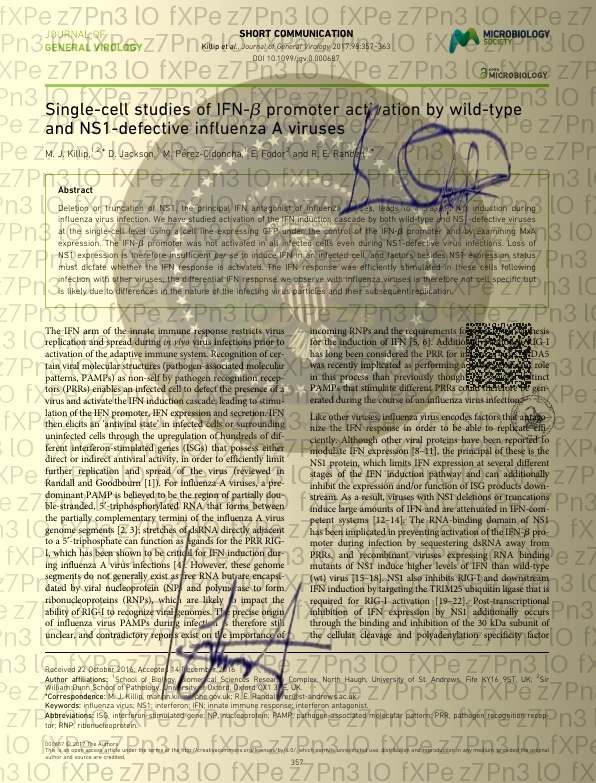 JOURNAL OF
GENERAL VIROLOGY
SHORT COMMUNICATION
Killip et al., Journal of General Virology 2017;98:357–363
DOI 10.1099/jgv.0.000687
MICROBIOLOGY
SOCIETY
OPEN
MICROBIOLOGY
Single-cell studies of IFN-β promoter activation by wild-type
and NS1-defective influenza A viruses
M. J. Killip,1,2,* D. Jackson,1 M. Pérez-Cidoncha,2 E. Fodor2 and R. E. Randall1,*
Abstract
Deletion or truncation of NS1, the principal IFN antagonist of influenza viruses, leads to increased IFN induction during
influenza virus infection. We have studied activation of the IFN induction cascade by both wild-type and NS1-defective viruses
at the single-cell level using a cell line expressing GFP under the control of the IFN-β promoter and by examining MxA
expression. The IFN-β promoter was not activated in all infected cells even during NS1-defective virus infections. Loss of
NS1 expression is therefore insufficient per se to induce IFN in an infected cell, and factors besides NS1 expression status
must dictate whether the IFN response is activated. The IFN response was efficiently stimulated in these cells following
infection with other viruses; the differential IFN response we observe with influenza viruses is therefore not cell specific but
is likely due to differences in the nature of the infecting virus particles and their subsequent replication.
The IFN arm of the innate immune response restricts virus
replication and spread during in vivo virus infections prior to
activation of the adaptive immune system. Recognition of cer-
tain viral molecular structures (pathogen-associated molecular
patterns, PAMPs) as non-self by pathogen recognition recep-
tors (PRRs) enables an infected cell to detect the presence of a
virus and activate the IFN induction cascade, leading to stimu-
lation of the IFN promoter, IFN expression and secretion. IFN
then elicits an 'antiviral state' in infected cells or surrounding
uninfected cells through the upregulation of hundreds of dif-
ferent interferon-stimulated genes (ISGs) that possess either
direct or indirect antiviral activity, in order to efficiently limit
further replication and spread of the virus (reviewed in
Randall and Goodbourn [1]). For influenza A viruses, a pre-
dominant PAMP is believed to be the region of partially dou-
ble-stranded, 5′-triphosphorylated RNA that forms between
the partially complementary termini of the influenza A virus
genome segments [2, 3]; stretches of dsRNA directly adjacent
to a 5′-triphosphate can function as ligands for the PRR RIG-
I, which has been shown to be critical for IFN induction dur-
ing influenza A virus infections [4]. However, these genome
segments do not generally exist as free RNA but are encapsi-
dated by viral nucleoprotein (NP) and polymerase to form
ribonucleoproteins (RNPs), which are likely to impact the
ability of RIG-I to recognize viral genomes. The precise origin
of influenza virus PAMPs during infection is therefore still
unclear, and contradictory reports exist on the importance of
incoming RNPs and the requirements for synthesis
for the induction of IFN [5, 6]. Additionally, RIG-I
has long been considered the PRR for MDA5
was recently implicated as performing role
in this process than previously thought distinct
PAMPs that stimulate different PRRs could therefore be gen-
erated during the course of an influenza virus infection.
Like other viruses, influenza virus encodes factors that antago-
nize the IFN response in order to be able to replicate effi-
ciently. Although other viral proteins have been reported to
modulate IFN expression [8–11], the principal of these is the
NS1 protein, which limits IFN expression at several different
stages of the IFN induction pathway and can additionally
inhibit the expression and/or function of ISG products down-
stream. As a result, viruses with NS1 deletions or truncations
induce large amounts of IFN and are attenuated in IFN-com-
petent systems [12–14]. The RNA-binding domain of NS1
has been implicated in preventing activation of the IFN-β pro-
moter during infection by sequestering dsRNA away from
PRRs, and recombinant viruses expressing RNA binding
mutants of NS1 induce higher levels of IFN than wild-type
(wt) virus [15–18]. NS1 also inhibits RIG-I and downstream
IFN induction by targeting the TRIM25 ubiquitin ligase that is
required for RIG-I activation [19–22]. Post-transcriptional
inhibition of IFN expression by NS1 additionally occurs
through the binding and inhibition of the 30 kDa subunit of
the cellular cleavage and polyadenylation specificity factor
Received 22 October 2016; Accepted 14 December 2016
Author affiliations: 1School of Biology, Biomedical Sciences Research Complex, North Haugh, University of St. Andrews, Fife KY16 9ST, UK; 2Sir
William Dunn School of Pathology, University of Oxford, Oxford OX1 3RE, UK.
*Correspondence: M. J. Killip, marian.killip@phe.gov.uk; R. E. Randall, rer@st-andrews.ac.uk
Keywords: influenza virus; NS1; interferon; IFN; innate immune response; interferon antagonist.
Abbreviations: ISG, interferon-stimulated gene; NP, nucleoprotein; PAMP, pathogen-associated molecular pattern; PRR, pathogen recognition recep-
tor; RNP, ribonucleoprotein.
000687 © 2017 The Authors
This is an open access article under the terms of the http://creativecommons.org/licenses/by/4.0/, which permits unrestricted use, distribution and reproduction in any medium provided the original
author and source are credited.
357